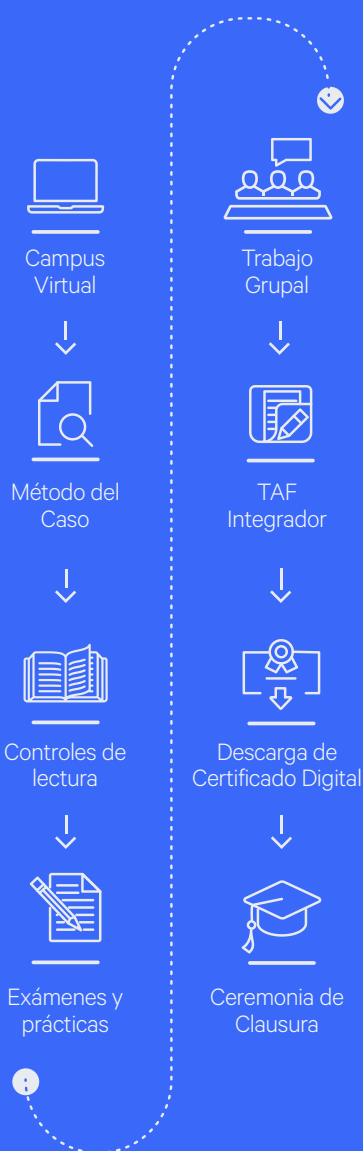 Campus
Virtual
Método del
Caso
Controles de
lectura
Exámenes y
prácticas
Trabajo
Grupal
TAF
Integrador
Descarga de
Certificado Digital
Ceremonia de
Clausura